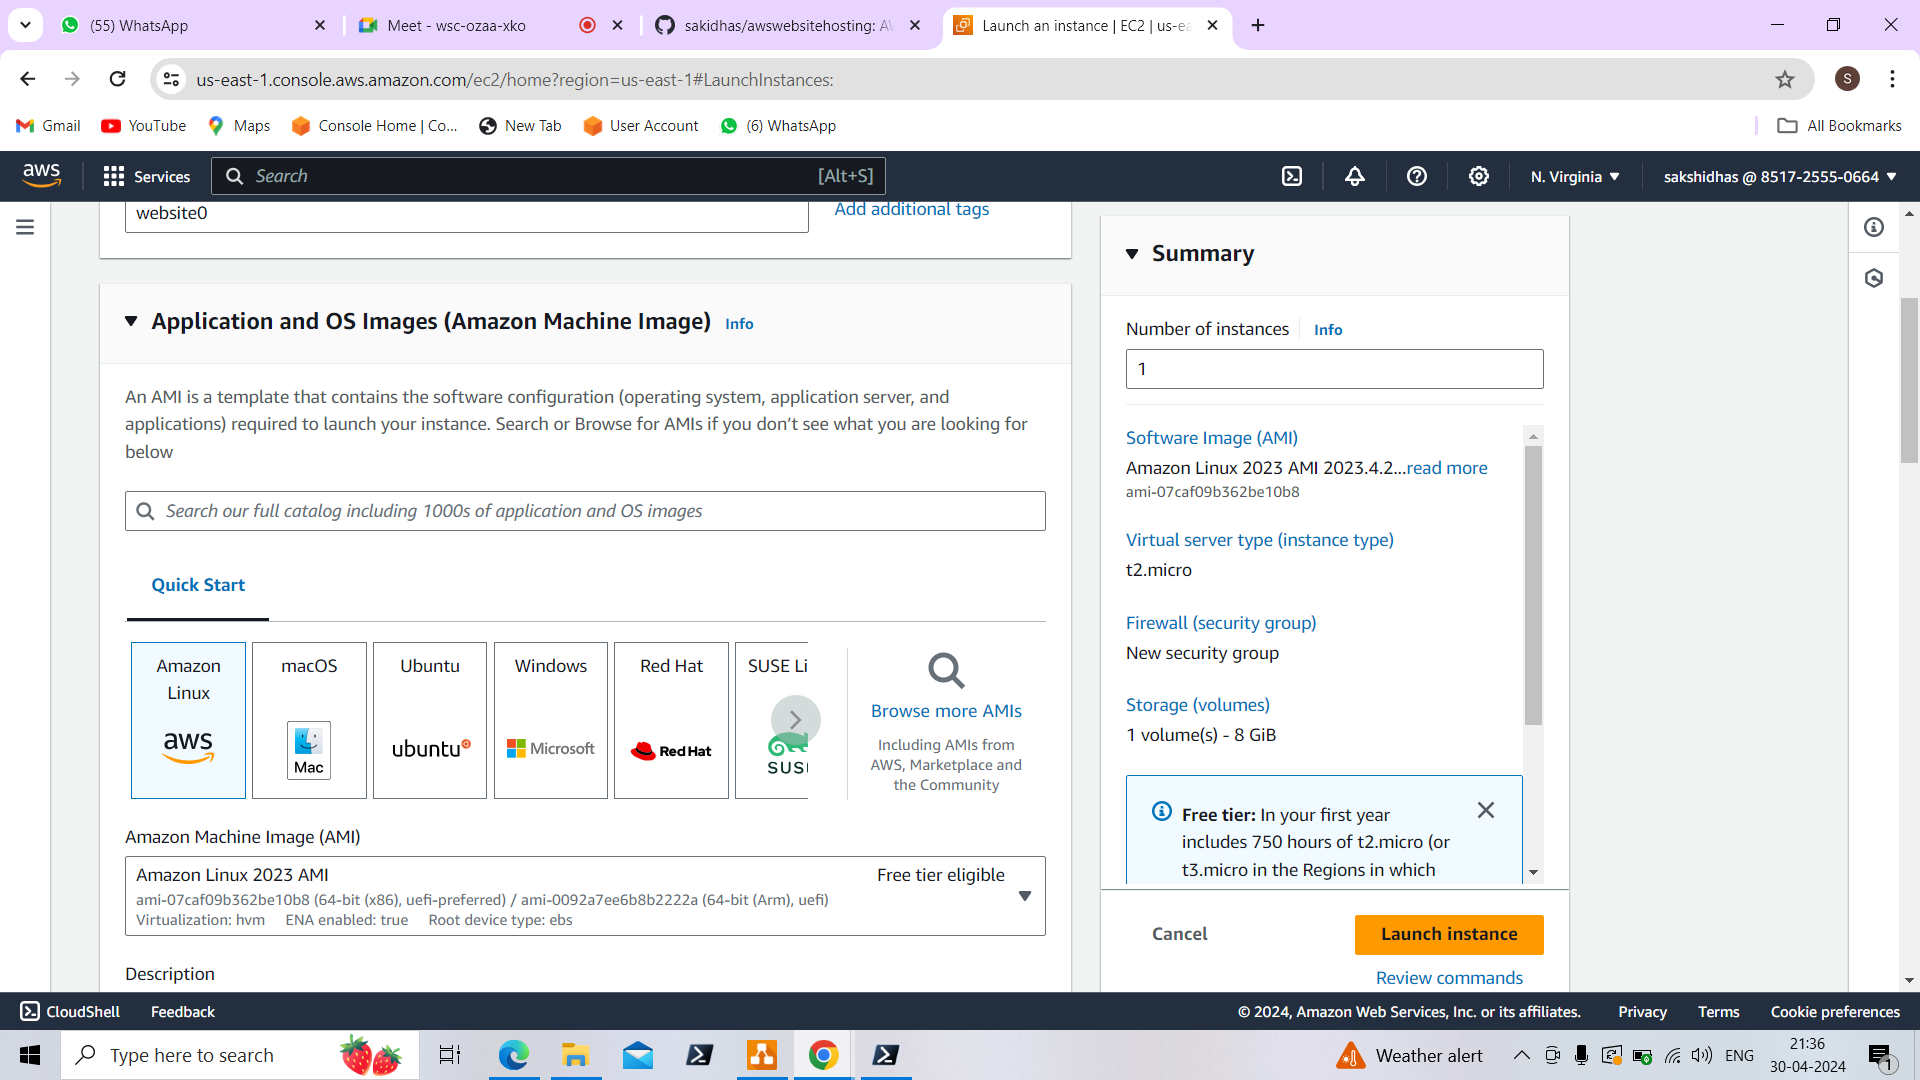 (55) WhatsApp
Meet - wsc-ozaa-xko
sakidhas/awswebsitehosting: AW
Launch an instance | EC2 | us-ea
us-east-1.console.aws.amazon.com/ec2/home?region=us-east-1#LaunchInstances:
S
Gmail
YouTube
Maps
Console Home | Co...
New Tab
User Account
(6) WhatsApp
All Bookmarks
aws
Services
Search
[Alt+S]
N. Virginia
sakshidhas @ 8517-2555-0664
website0
Add additional tags
Application and OS Images (Amazon Machine Image) Info
An AMI is a template that contains the software configuration (operating system, application server, and
applications) required to launch your instance. Search or Browse for AMIs if you don’t see what you are looking for
below
Search our full catalog including 1000s of application and OS images
Quick Start
Amazon
Linux
aws
macOS
Mac
Ubuntu
ubuntu
Windows
Microsoft
Red Hat
Red Hat
SUSE Li
SUS
Browse more AMIs
Including AMIs from
AWS, Marketplace and
the Community
Amazon Machine Image (AMI)
Amazon Linux 2023 AMI
Free tier eligible
ami-07caf09b362be10b8 (64-bit (x86), uefi-preferred) / ami-0092a7ee6b8b2222a (64-bit (Arm), uefi)
Virtualization: hvm ENA enabled: true Root device type: ebs
Description
Summary
Number of instances Info
1
Software Image (AMI)
Amazon Linux 2023 AMI 2023.4.2...read more
ami-07caf09b362be10b8
Virtual server type (instance type)
t2.micro
Firewall (security group)
New security group
Storage (volumes)
1 volume(s) - 8 GiB
Free tier: In your first year
includes 750 hours of t2.micro (or
t3.micro in the Regions in which
Cancel
Launch instance
Review commands
CloudShell
Feedback
© 2024, Amazon Web Services, Inc. or its affiliates.
Privacy
Terms
Cookie preferences
Type here to search
Weather alert
ENG
21:36
30-04-2024
1